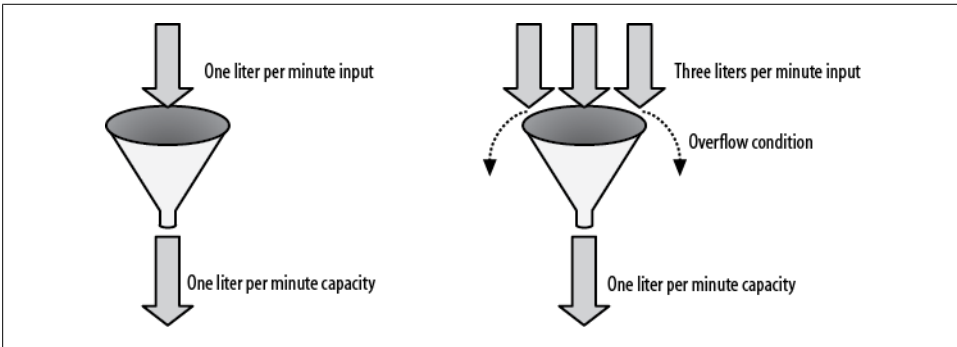 One liter per minute input
One liter per minute capacity
Three liters per minute input
Overflow condition
One liter per minute capacity